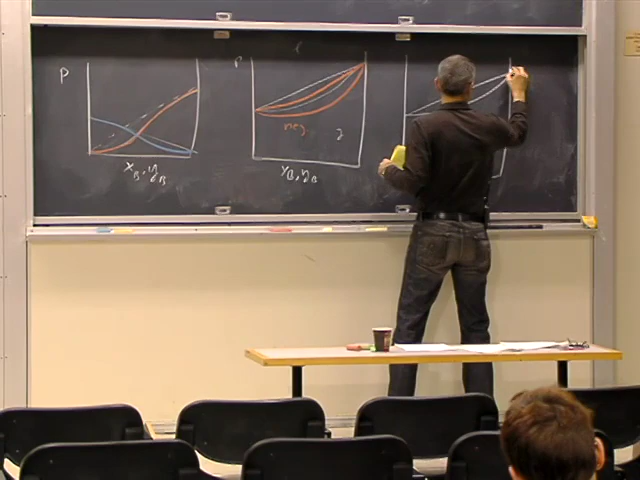 P
x_B, y_B
P
neg.
x_B, y_B